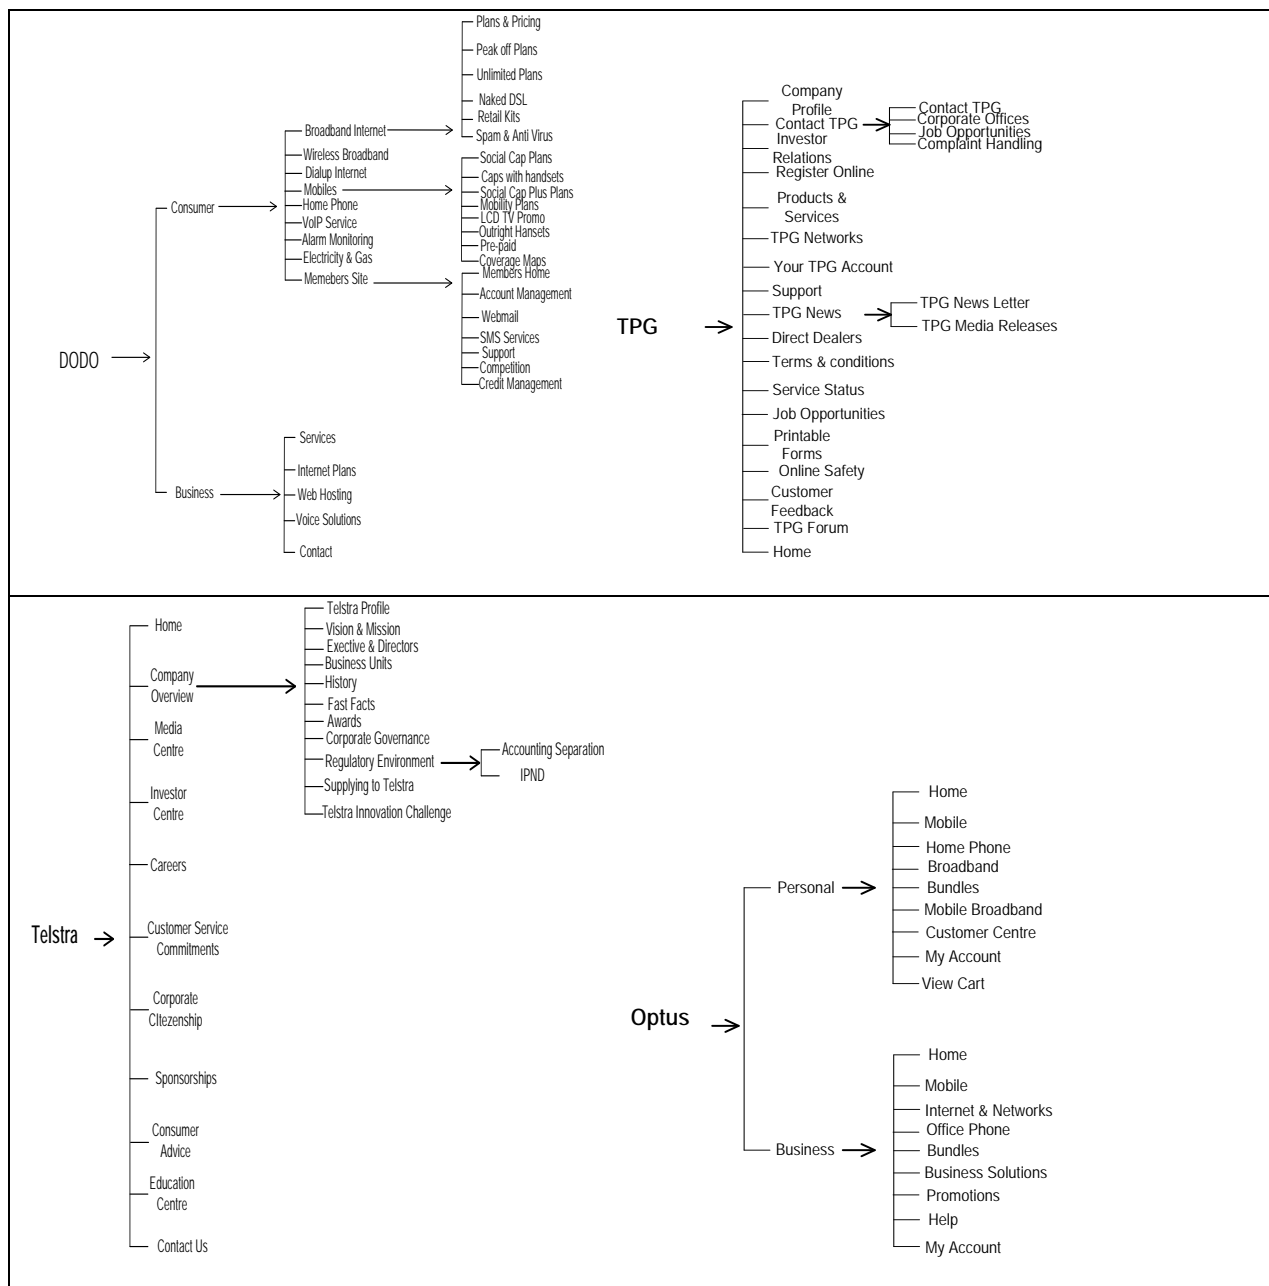 DODO
Consumer
Broadband Internet
Plans & Pricing
Peak off Plans
Unlimited Plans
Naked DSL
Retail Kits
Spam & Anti Virus
Wireless Broadband
Dialup Internet
Mobiles
Social Cap Plans
Caps with handsets
Social Cap Plus Plans
Mobility Plans
LCD TV Promo
Outright Hansets
Pre-paid
Coverage Maps
Home Phone
VoIP Service
Alarm Monitoring
Electricity & Gas
Memebers Site
Members Home
Account Management
Webmail
SMS Services
Support
Competition
Credit Management
Business
Services
Internet Plans
Web Hosting
Voice Solutions
Contact
TPG
Company
Profile
Contact TPG
Contact TPG
Corporate Offices
Job Opportunities
Complaint Handling
Investor
Relations
Register Online
Products &
Services
TPG Networks
Your TPG Account
Support
TPG News
TPG News Letter
TPG Media Releases
Direct Dealers
Terms & conditions
Service Status
Job Opportunities
Printable
Forms
Online Safety
Customer
Feedback
TPG Forum
Home
Telstra
Home
Company
Overview
Telstra Profile
Vision & Mission
Exective & Directors
Business Units
History
Fast Facts
Awards
Corporate Governance
Regulatory Environment
Accounting Separation
IPND
Supplying to Telstra
Telstra Innovation Challenge
Media
Centre
Investor
Centre
Careers
Customer Service
Commitments
Corporate
CItezenship
Sponsorships
Consumer
Advice
Education
Centre
Contact Us
Optus
Personal
Home
Mobile
Home Phone
Broadband
Bundles
Mobile Broadband
Customer Centre
My Account
View Cart
Business
Home
Mobile
Internet & Networks
Office Phone
Bundles
Business Solutions
Promotions
Help
My Account